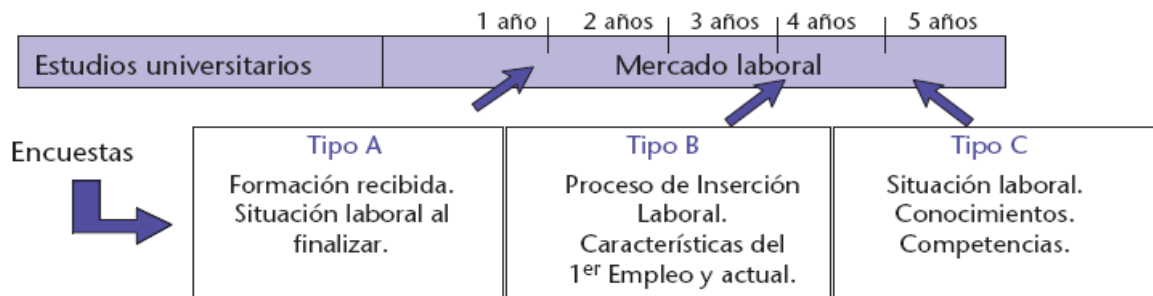 1 año 2 años 3 años 4 años 5 años
Estudios universitarios Mercado laboral
Encuestas
Tipo A
Formación recibida.
Situación laboral al
finalizar.
Tipo B
Proceso de Inserción
Laboral.
Características del
1er Empleo y actual.
Tipo C
Situación laboral.
Conocimientos.
Competencias.